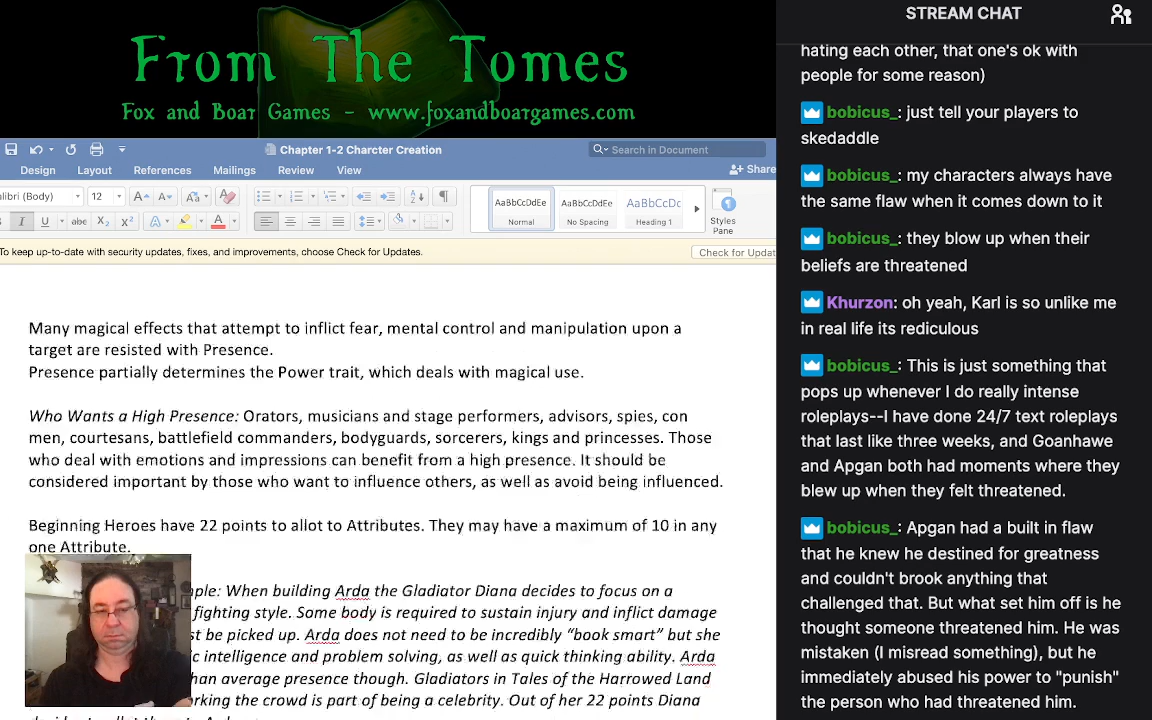 From The Tomes
Fox and Boar Games - www.foxandboargames.com
Chapter 1-2 Charcter Creation
Search in Document
Design
Layout
References
Mailings
Review
View
Share
alibri (Body)
12
AaBbCcDdEe
Normal
AaBbCcDdEe
No Spacing
AaBbCcDd
Heading 1
Styles
Pane
To keep up-to-date with security updates, fixes, and improvements, choose Check for Updates.
Check for Updat
Many magical effects that attempt to inflict fear, mental control and manipulation upon a
target are resisted with Presence.
Presence partially determines the Power trait, which deals with magical use.
Who Wants a High Presence: Orators, musicians and stage performers, advisors, spies, con
men, courtesans, battlefield commanders, bodyguards, sorcerers, kings and princesses. Those
who deal with emotions and impressions can benefit from a high presence. It should be
considered important by those who want to influence others, as well as avoid being influenced.
Beginning Heroes have 22 points to allot to Attributes. They may have a maximum of 10 in any
one Attribute.
ple: When building Arda the Gladiator Diana decides to focus on a
fighting style. Some body is required to sustain injury and inflict damage
st be picked up. Arda does not need to be incredibly “book smart” but she
ic intelligence and problem solving, as well as quick thinking ability. Arda
han average presence though. Gladiators in Tales of the Harrowed Land
rking the crowd is part of being a celebrity. Out of her 22 points Diana
STREAM CHAT
hating each other, that one's ok with
people for some reason)
bobicus_: just tell your players to
skedaddle
bobicus_: my characters always have
the same flaw when it comes down to it
bobicus_: they blow up when their
beliefs are threatened
Khurzon: oh yeah, Karl is so unlike me
in real life its rediculous
bobicus_: This is just something that
pops up whenever I do really intense
roleplays--I have done 24/7 text roleplays
that last like three weeks, and Goanhawe
and Apgan both had moments where they
blew up when they felt threatened.
bobicus_: Apgan had a built in flaw
that he knew he destined for greatness
and couldn't brook anything that
challenged that. But what set him off is he
thought someone threatened him. He was
mistaken (I misread something), but he
immediately abused his power to "punish"
the person who had threatened him.